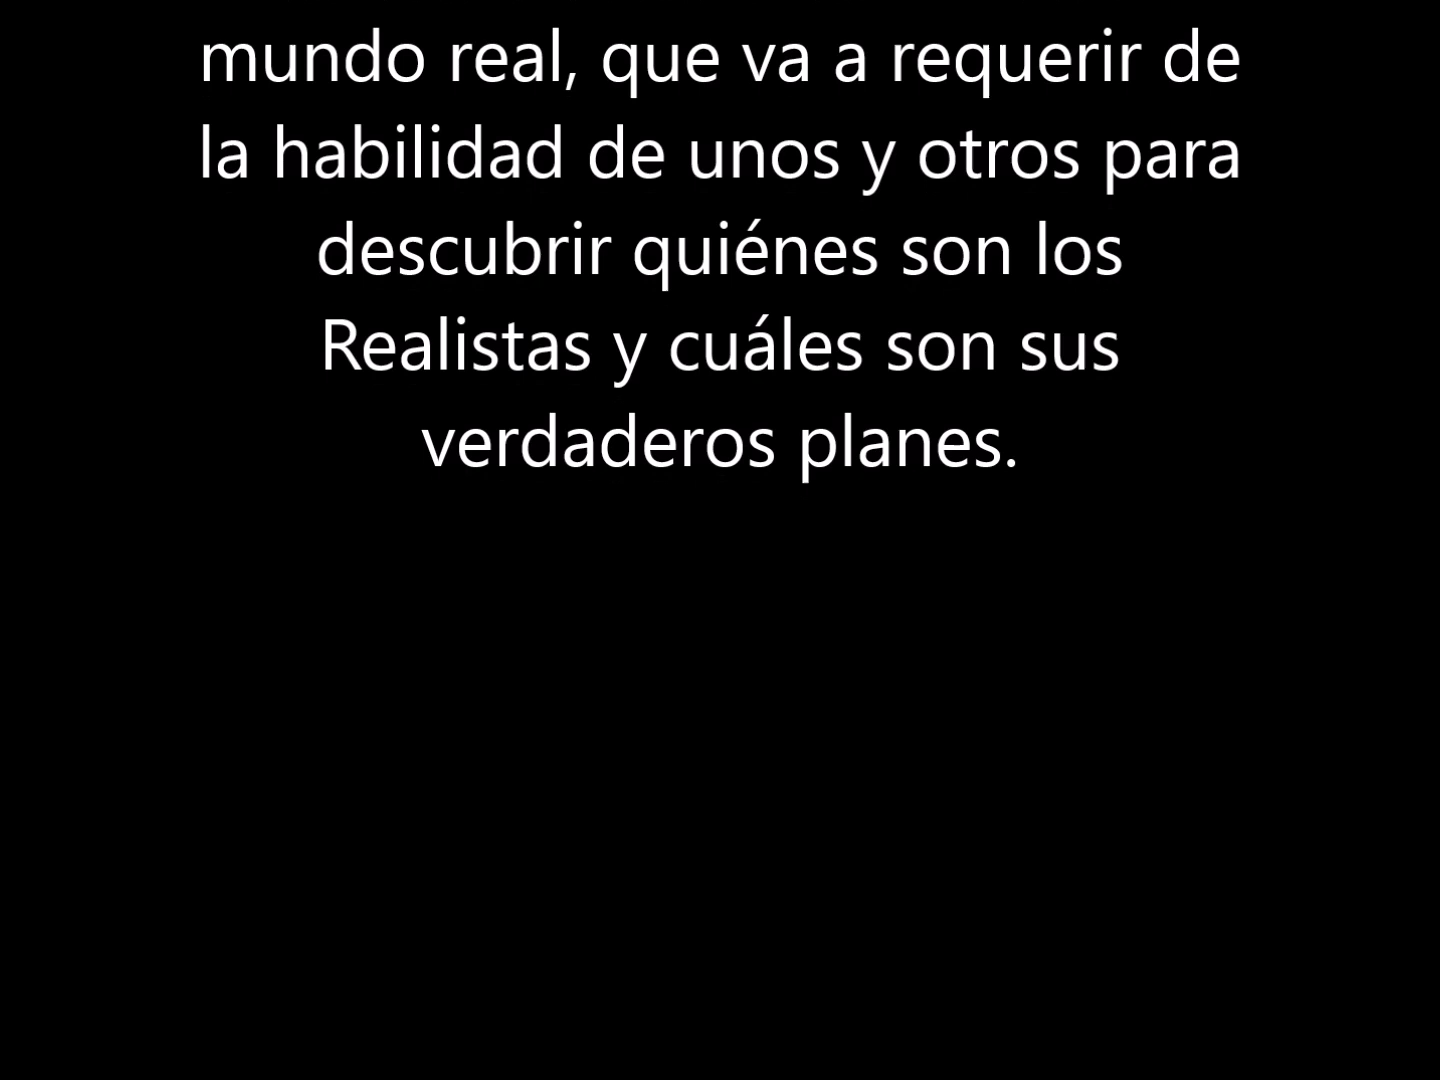 mundo real, que va a requerir de
la habilidad de unos y otros para
descubrir quiénes son los
Realistas y cuáles son sus
verdaderos planes.